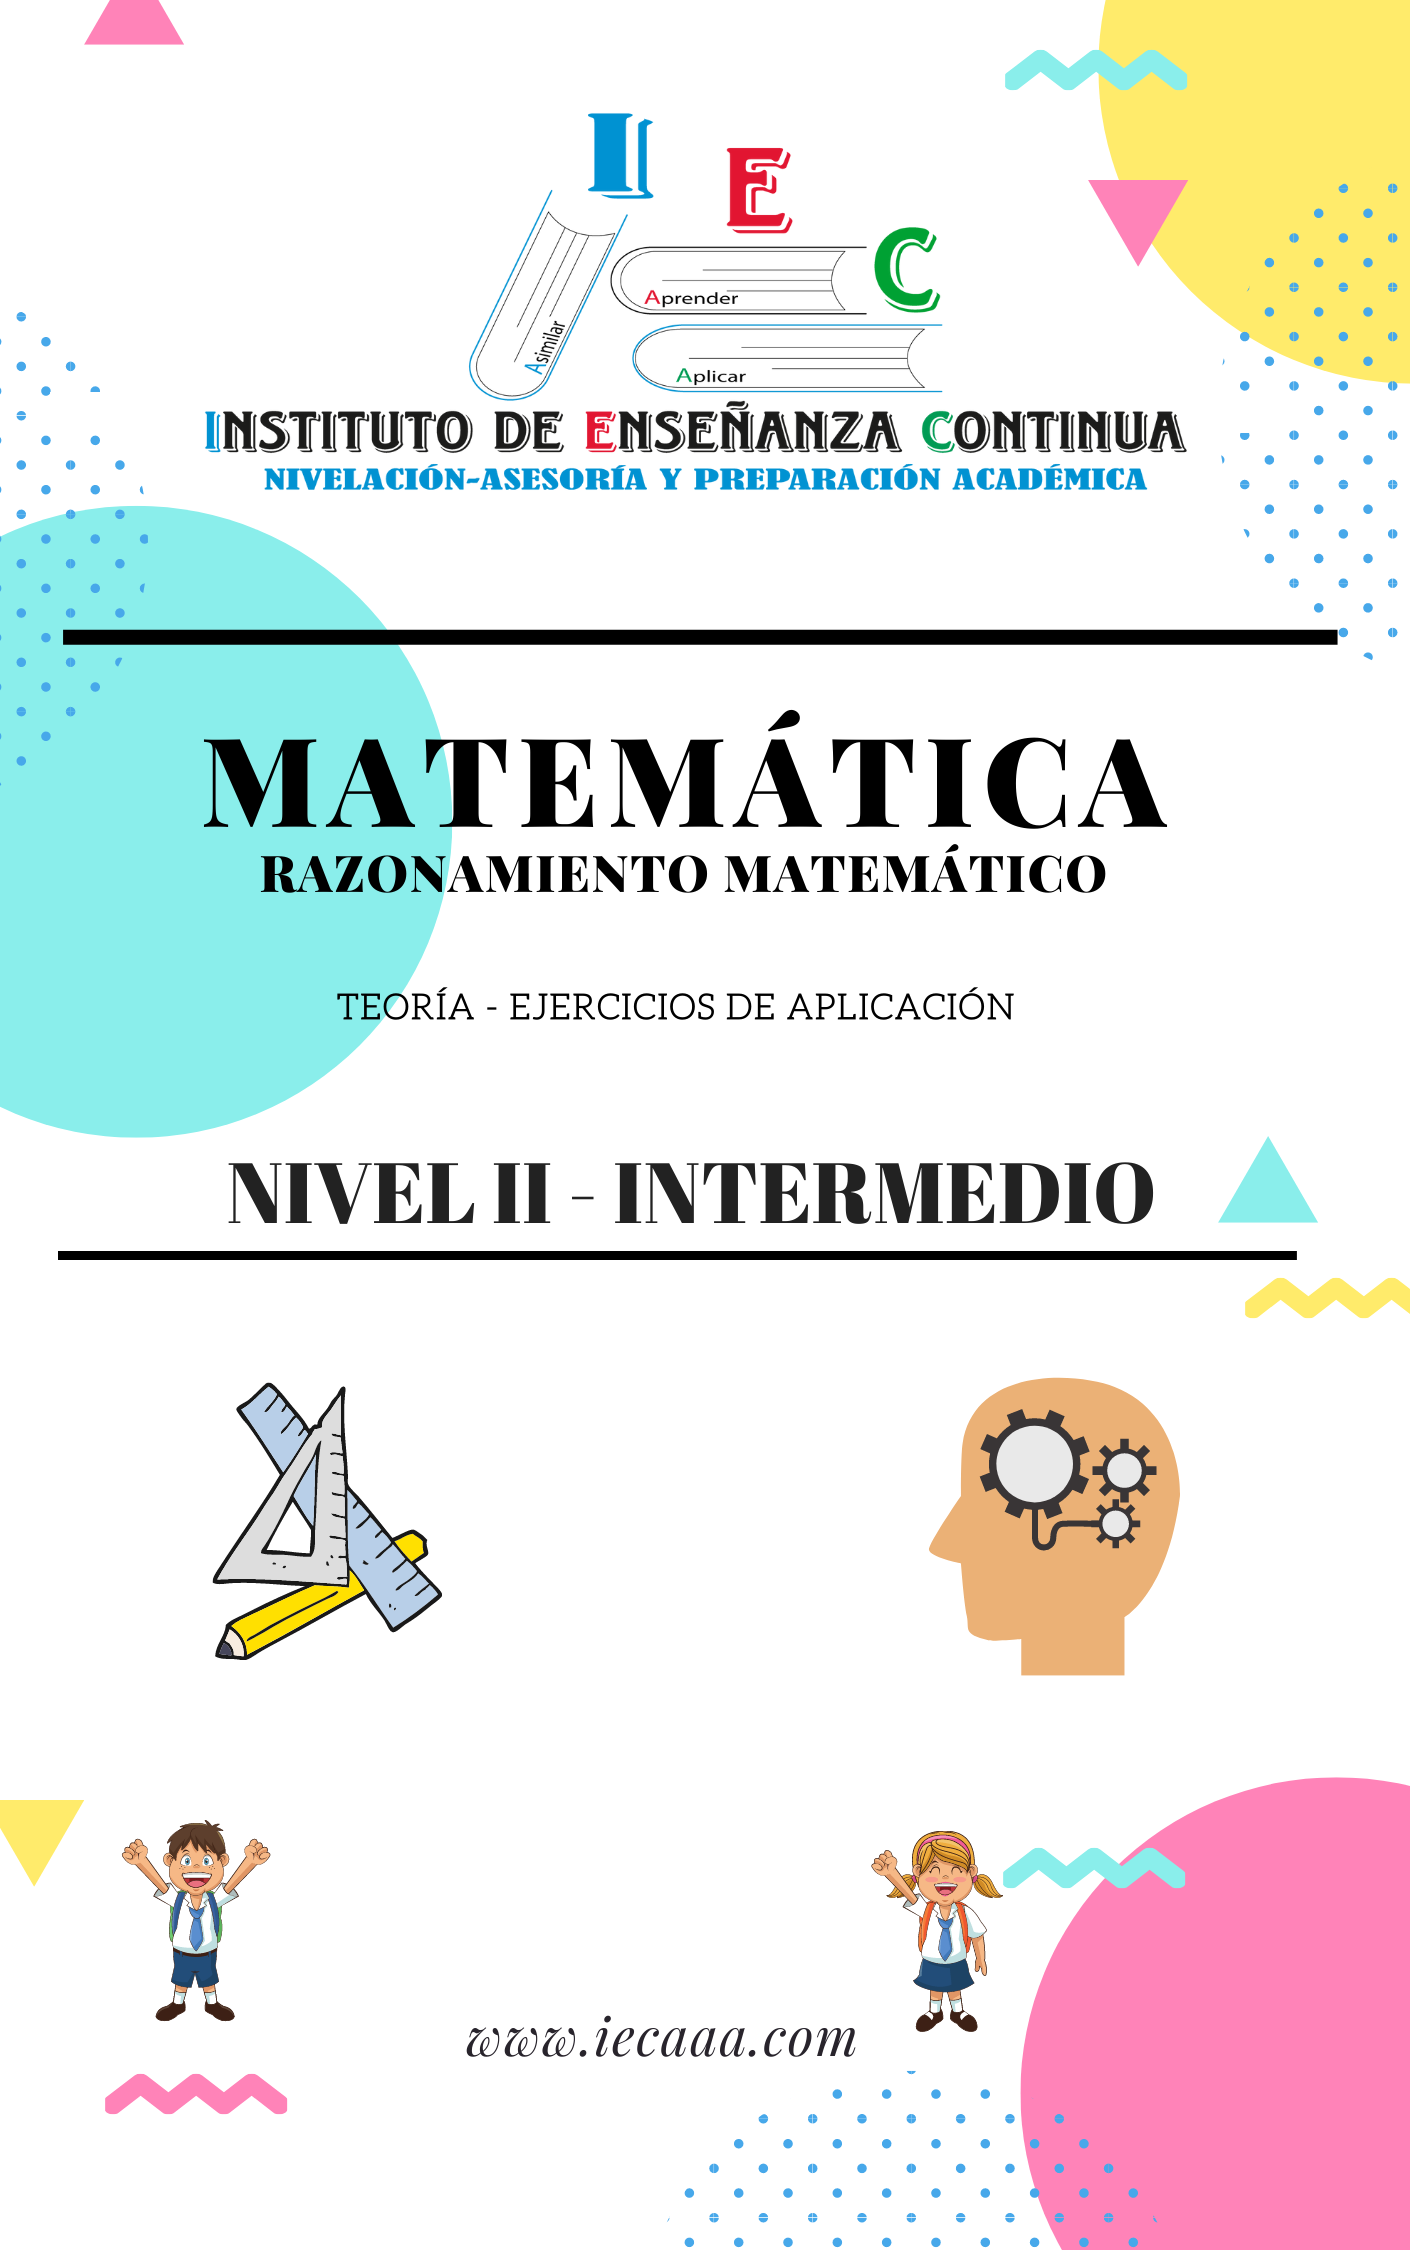 I E C
Asimilar
Aprender
Aplicar
INSTITUTO DE ENSEÑANZA CONTINUA
NIVELACIÓN-ASESORÍA Y PREPARACIÓN ACADÉMICA
MATEMÁTICA
RAZONAMIENTO MATEMÁTICO
TEORÍA - EJERCICIOS DE APLICACIÓN
NIVEL II - INTERMEDIO
www.iecaaa.com